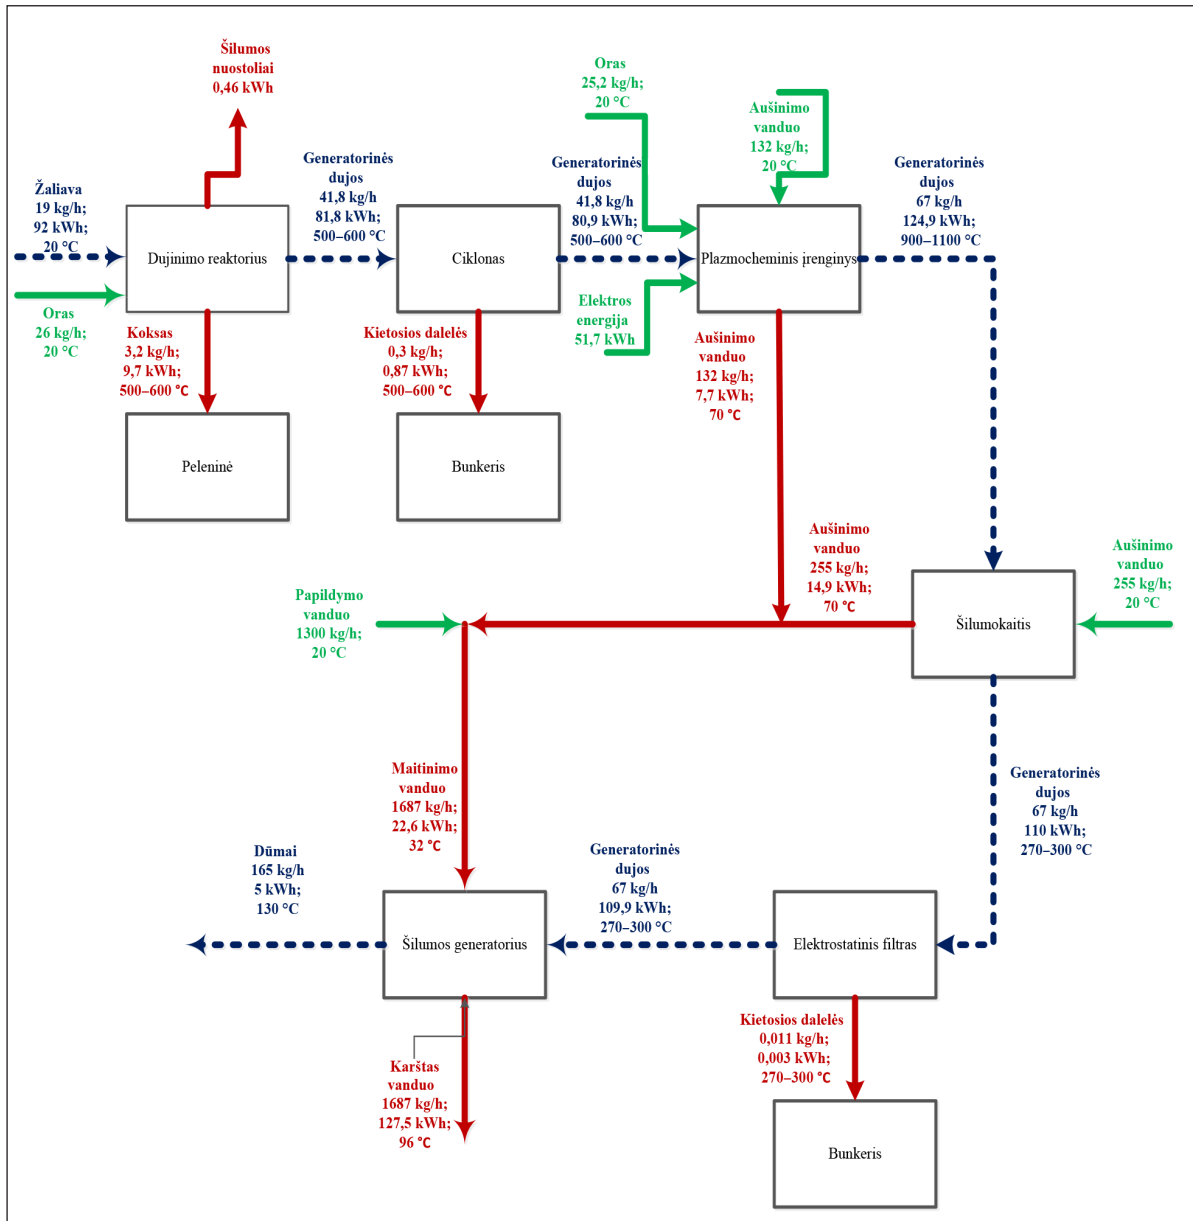 Šilumos
nuostoliai
0,46 kWh
Oras
25,2 kg/h;
20 °C
Aušinimo
vanduo
132 kg/h;
20 °C
Žaliava
19 kg/h;
92 kWh;
20 °C
Generatorinės
dujos
41,8 kg/h
81,8 kWh;
500–600 °C
Generatorinės
dujos
41,8 kg/h
80,9 kWh;
500–600 °C
Generatorinės
dujos
67 kg/h
124,9 kWh;
900–1100 °C
Dujinimo reaktorius
Ciklonas
Plazmocheminis įrenginys
Oras
26 kg/h;
20 °C
Koksas
3,2 kg/h;
9,7 kWh;
500–600 °C
Kietosios dalelės
0,3 kg/h;
0,87 kWh;
500–600 °C
Elektros
energija
51,7 kWh
Aušinimo
vanduo
132 kg/h;
7,7 kWh;
70 °C
Peleninė
Bunkeris
Aušinimo
vanduo
255 kg/h;
14,9 kWh;
70 °C
Aušinimo
vanduo
255 kg/h;
20 °C
Papildymo
vanduo
1300 kg/h;
20 °C
Šilumokaitis
Maitinimo
vanduo
1687 kg/h;
22,6 kWh;
32 °C
Generatorinės
dujos
67 kg/h
110 kWh;
270–300 °C
Dūmai
165 kg/h
5 kWh;
130 °C
Generatorinės
dujos
67 kg/h
109,9 kWh;
270–300 °C
Šilumos generatorius
Elektrostatinis filtras
Kietosios dalelės
0,011 kg/h;
0,003 kWh;
270–300 °C
Karštas
vanduo
1687 kg/h;
127,5 kWh;
96 °C
Bunkeris